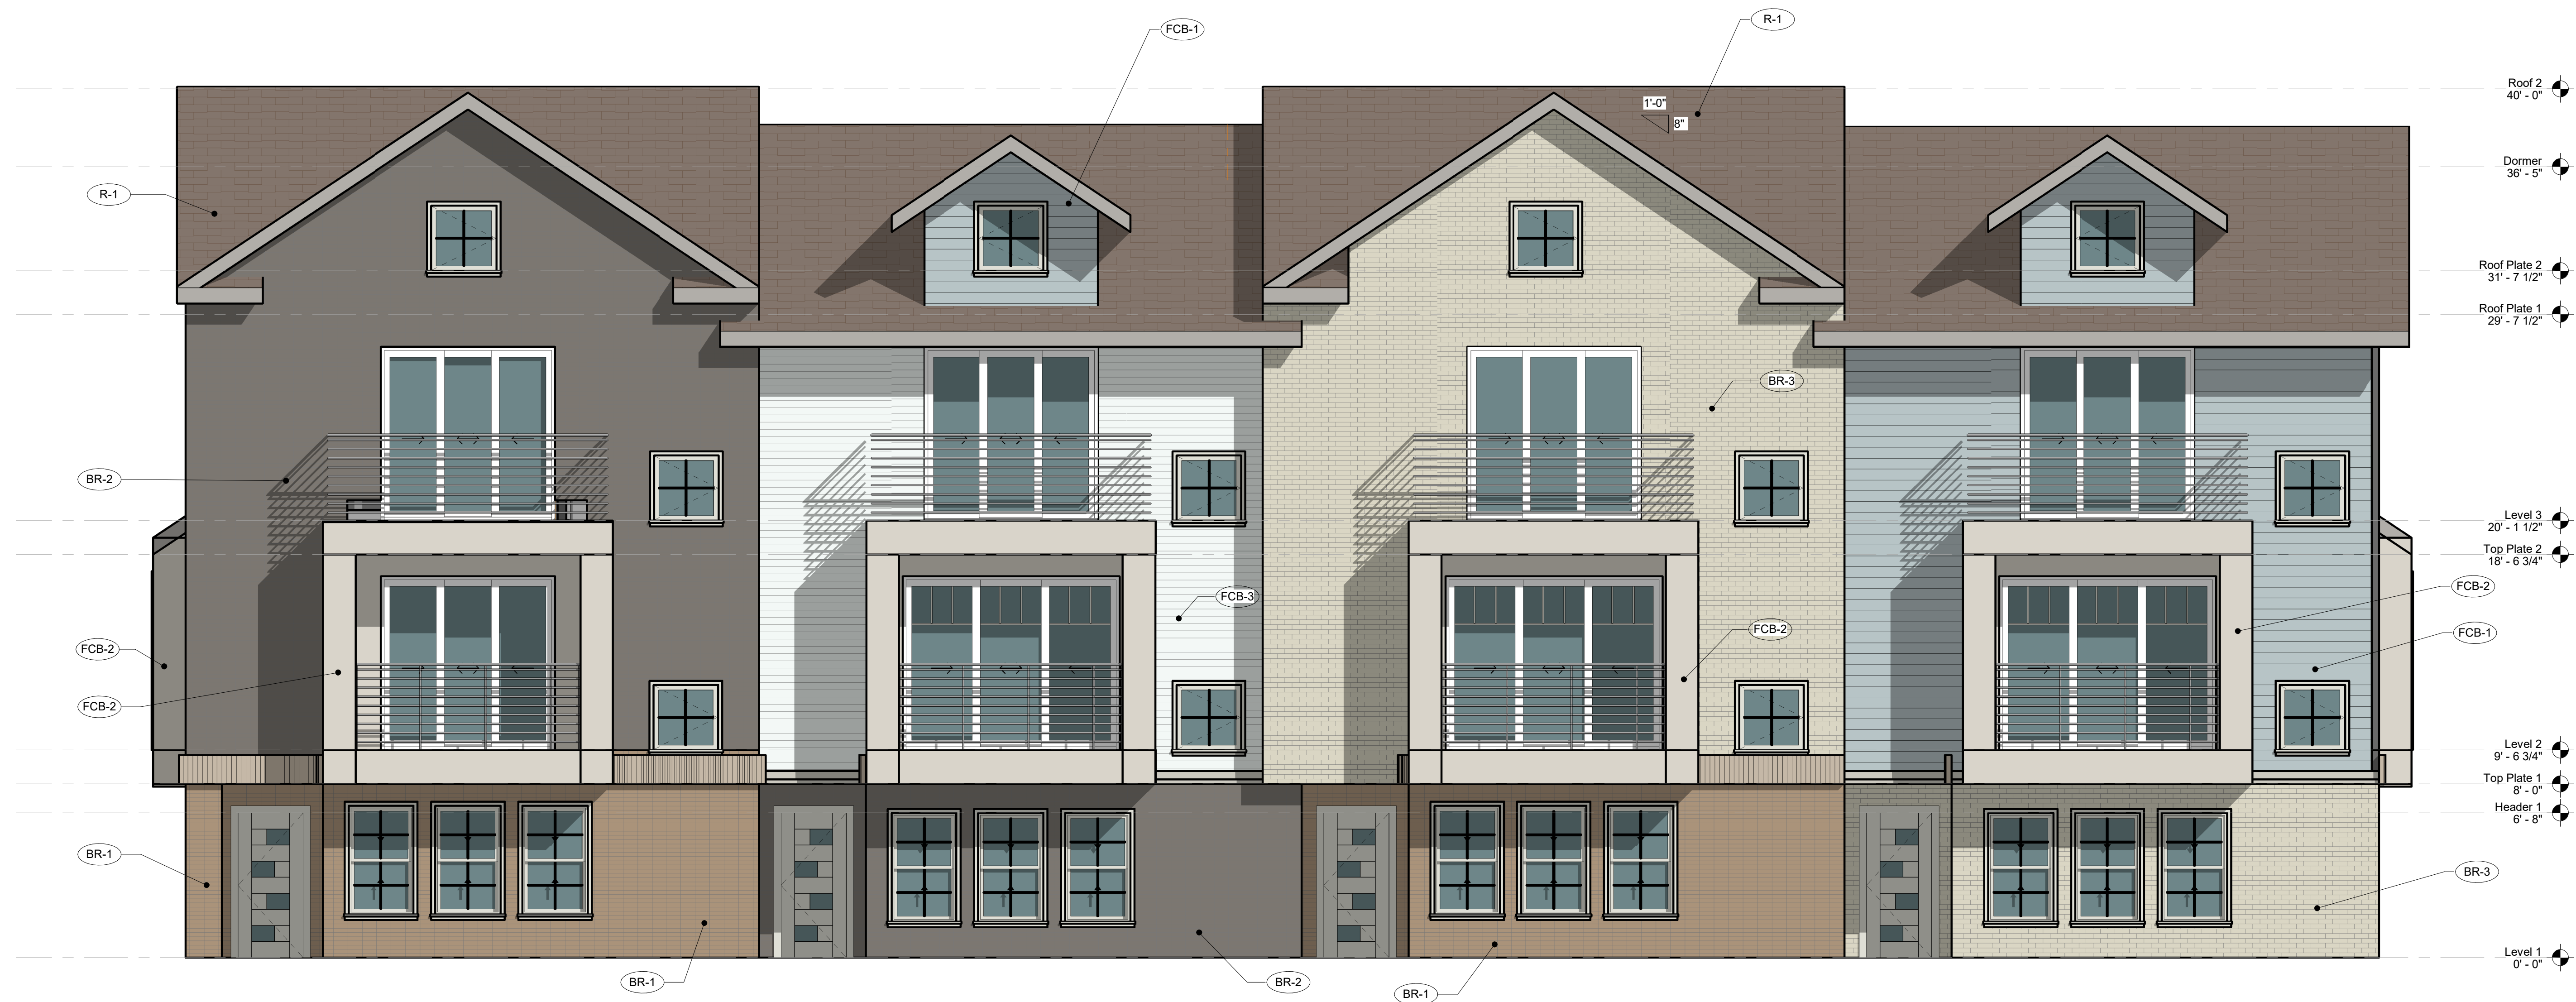 R-1
FCB-1
Roof 2
40' - 0"
1'-0"
8"
Dormer
36' - 5"
R-1
Roof Plate 2
31' - 7 1/2"
Roof Plate 1
29' - 7 1/2"
BR-3
BR-2
Level 3
20' - 1 1/2"
Top Plate 2
18' - 6 3/4"
FCB-2
FCB-3
FCB-2
FCB-1
FCB-2
FCB-2
Level 2
9' - 6 3/4"
Top Plate 1
8' - 0"
Header 1
6' - 8"
BR-1
BR-3
Level 1
0' - 0"
BR-1
BR-2
BR-1